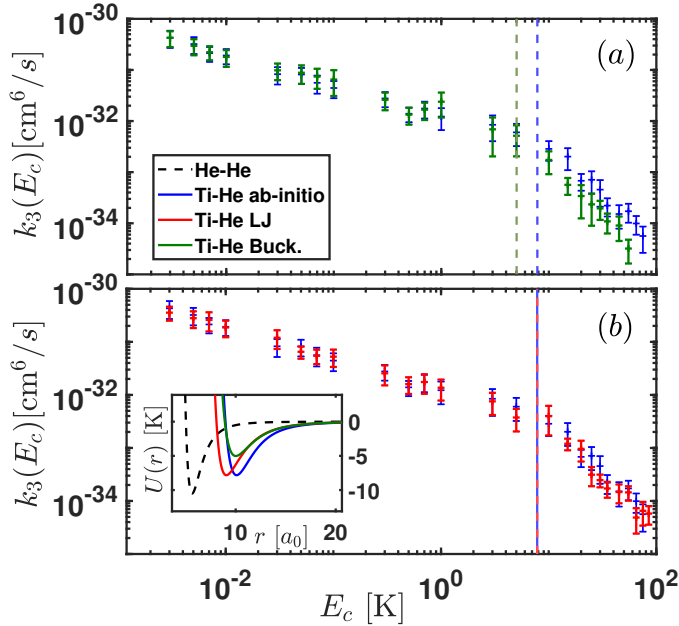 10^-30
(a)
k_3(E_c)[cm^6/s]
10^-32
He-He
Ti-He ab-initio
Ti-He LJ
Ti-He Buck.
10^-34
10^-30
(b)
k_3(E_c)[cm^6/s]
10^-32
U(r) [K]
0
-5
-10
10
20
r [a_0]
10^-34
10^-2
10^0
10^2
E_c [K]